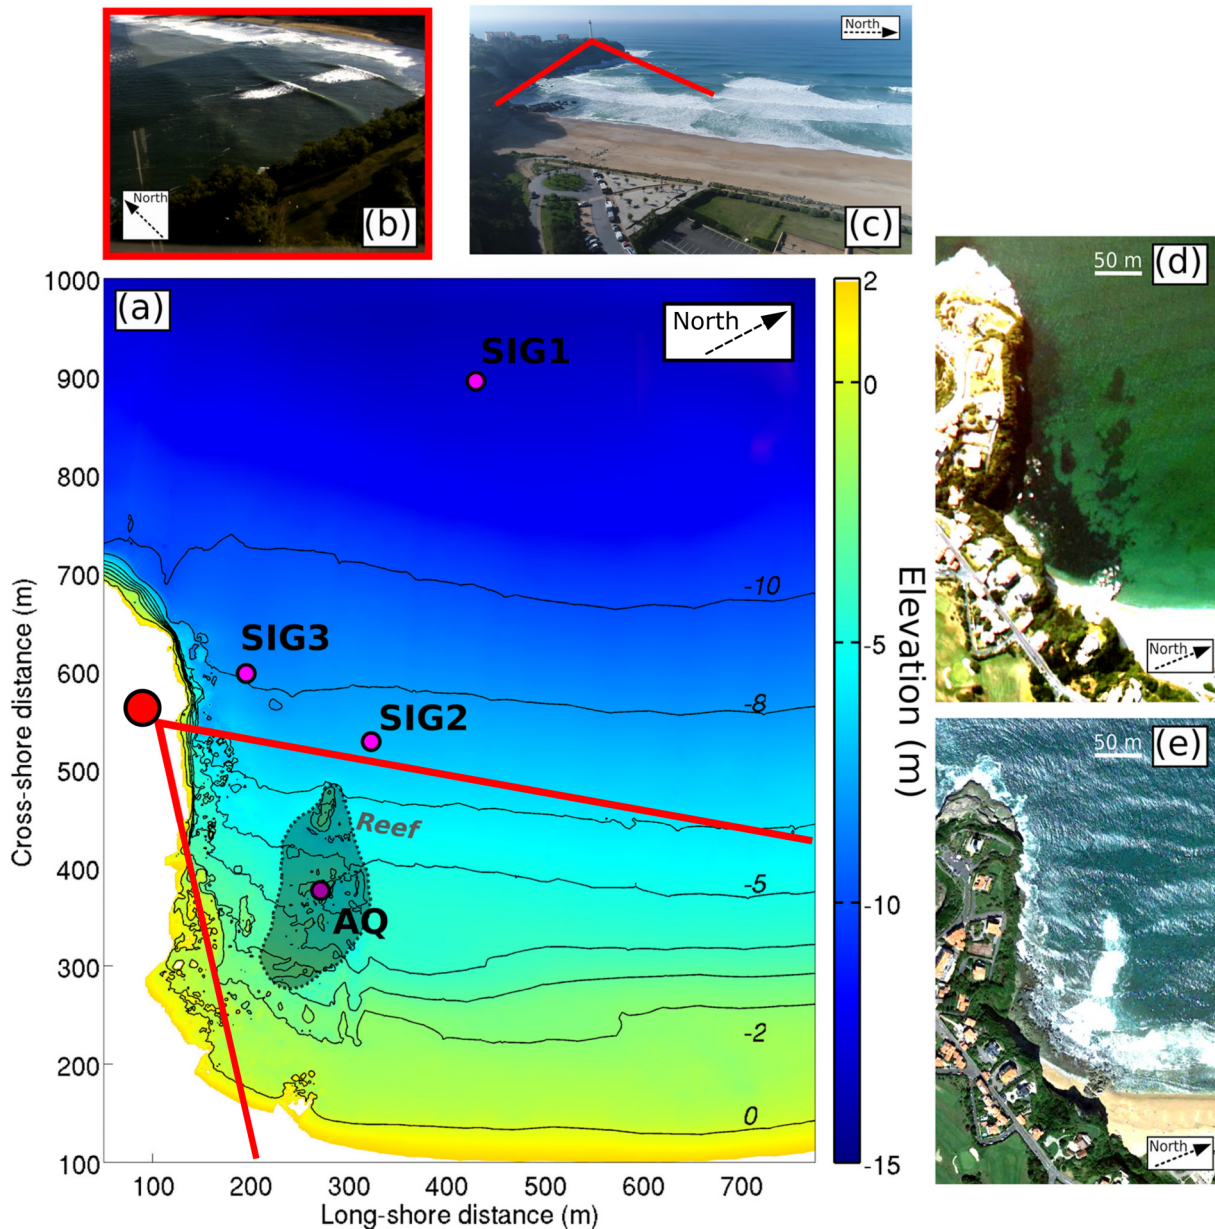 North
(b)
North
(c)
(a)
North
SIG1
SIG3
SIG2
Reef
AQ
-10
-8
-5
-2
0
1000
900
800
700
600
500
400
300
200
100
Cross-shore distance (m)
100
200
300
400
500
600
700
Long-shore distance (m)
2
0
-5
-10
-15
Elevation (m)
50 m
(d)
North
50 m
(e)
North